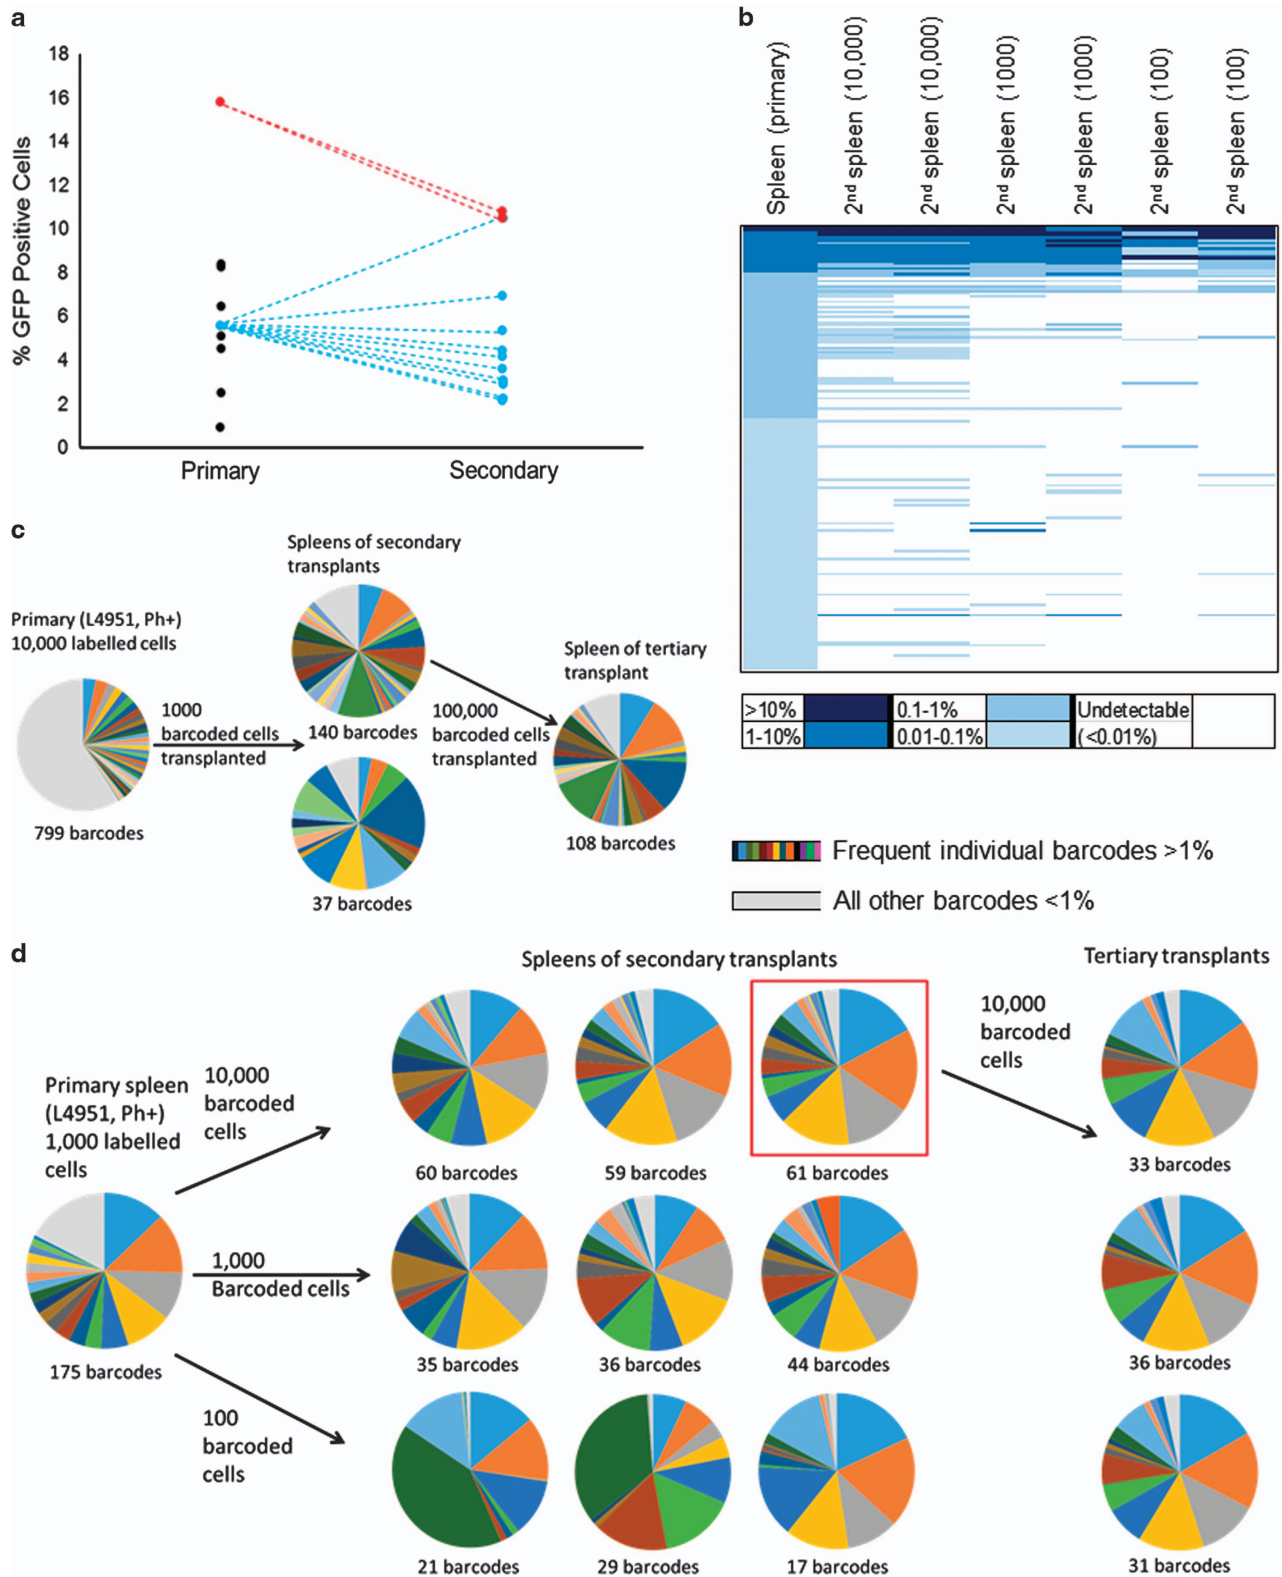 a
18
16
14
12
10
8
6
4
2
0
% GFP Positive Cells
Primary
Secondary
b
Spleen (primary)
2nd spleen (10,000)
2nd spleen (10,000)
2nd spleen (1000)
2nd spleen (1000)
2nd spleen (100)
2nd spleen (100)
>10%
0.1-1%
Undetectable
1-10%
0.01-0.1%
(<0.01%)
c
Primary (L4951, Ph+)
10,000 labelled cells
799 barcodes
1000
barcoded cells
transplanted
Spleens of secondary
transplants
140 barcodes
37 barcodes
100,000
barcoded cells
transplanted
Spleen of tertiary
transplant
108 barcodes
Frequent individual barcodes >1%
All other barcodes <1%
d
Spleens of secondary transplants
Tertiary transplants
Primary spleen
(L4951, Ph+)
1,000 labelled
cells
175 barcodes
10,000
barcoded
cells
60 barcodes
59 barcodes
61 barcodes
10,000
barcoded
cells
33 barcodes
1,000
Barcoded cells
35 barcodes
36 barcodes
44 barcodes
36 barcodes
100
barcoded
cells
21 barcodes
29 barcodes
17 barcodes
31 barcodes